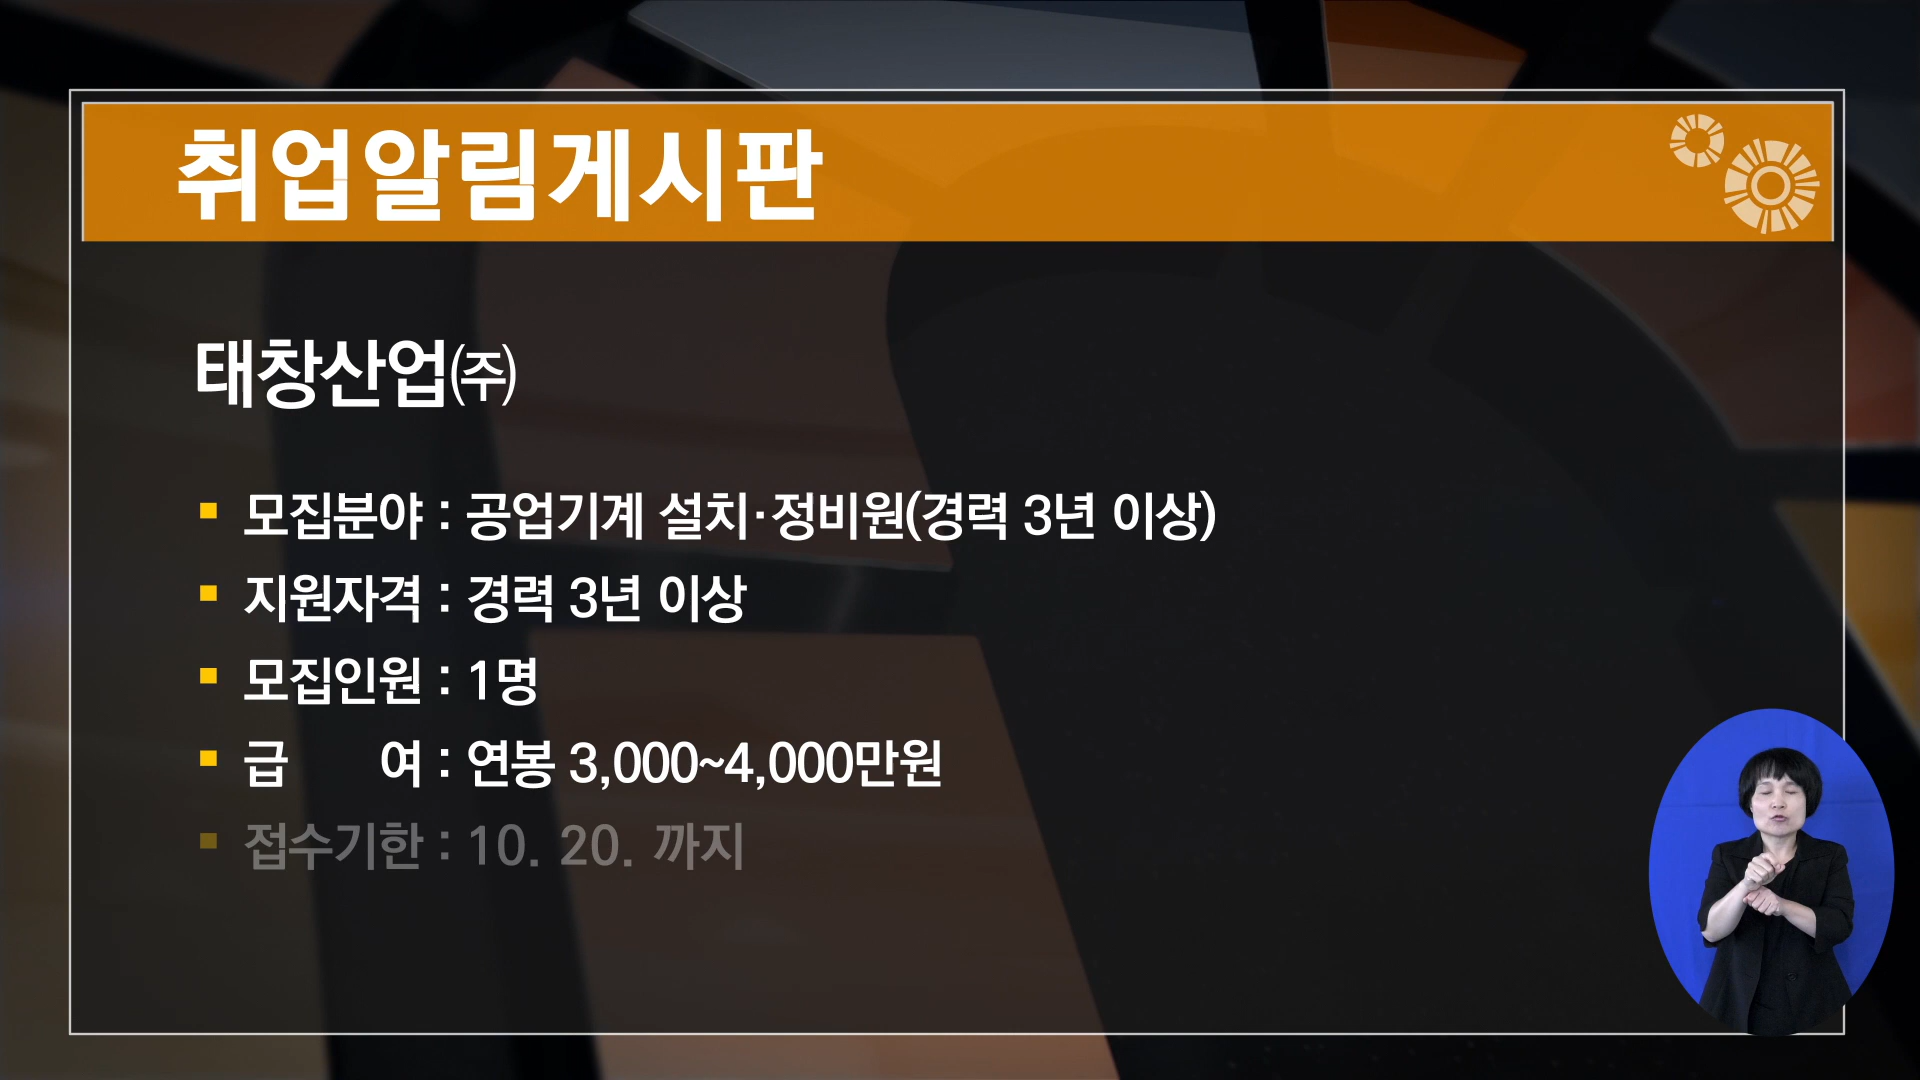 취업알림게시판
태창산업㈜
▪ 모집분야 : 공업기계 설치·정비원(경력 3년 이상)
▪ 지원자격 : 경력 3년 이상
▪ 모집인원 : 1명
▪ 급 여 : 연봉 3,000~4,000만원
▪ 접수기한 : 10. 20. 까지